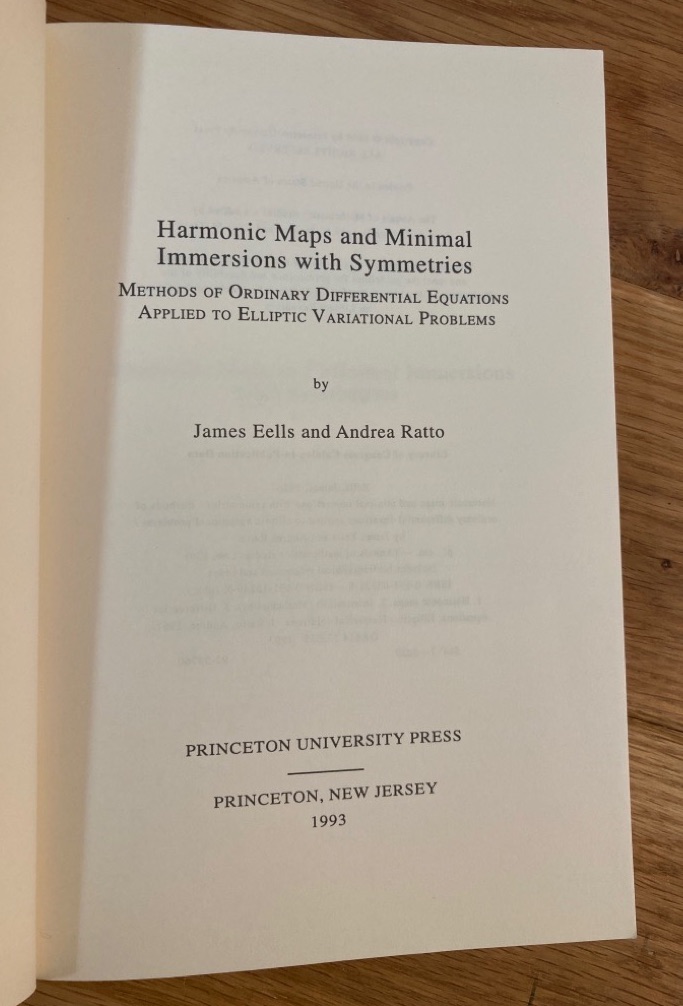 Harmonic Maps and Minimal
Immersions with Symmetries
METHODS OF ORDINARY DIFFERENTIAL EQUATIONS
APPLIED TO ELLIPTIC VARIATIONAL PROBLEMS
by
James Eells and Andrea Ratto
PRINCETON UNIVERSITY PRESS
PRINCETON, NEW JERSEY
1993